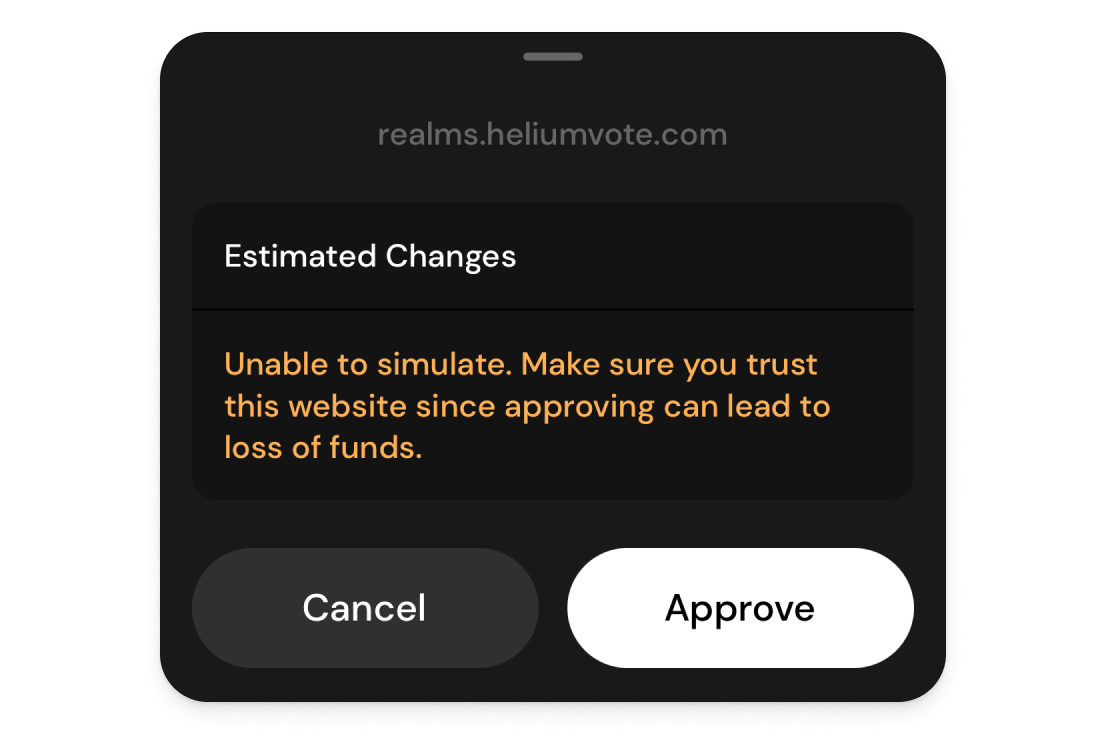 realms.heliumvote.com
Estimated Changes
Unable to simulate. Make sure you trust
this website since approving can lead to
loss of funds.
Cancel
Approve